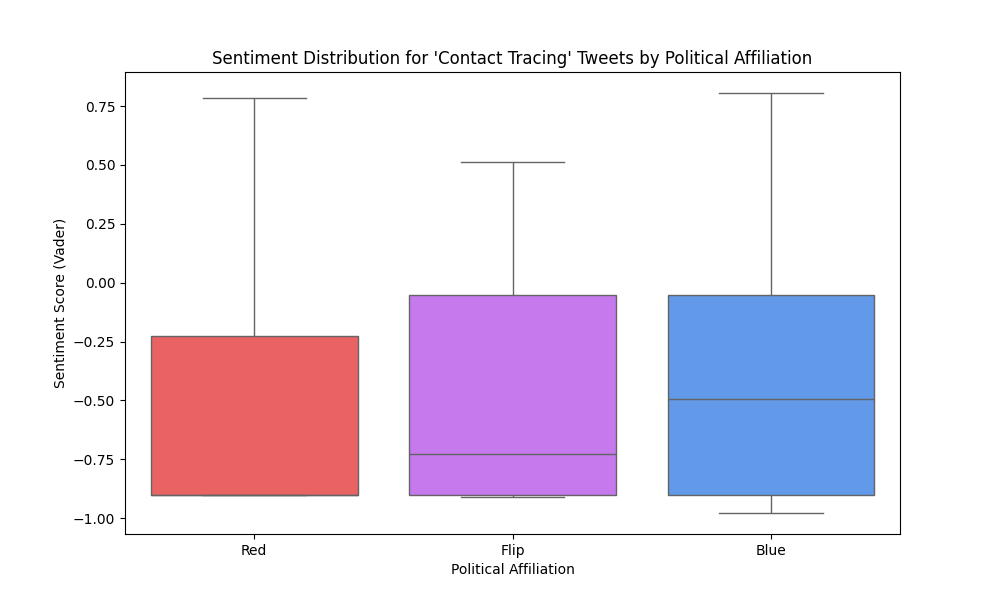 Sentiment Distribution for 'Contact Tracing' Tweets by Political Affiliation
Sentiment Score (Vader)
0.75
0.50
0.25
0.00
−0.25
−0.50
−0.75
−1.00
Red Flip Blue
Political Affiliation